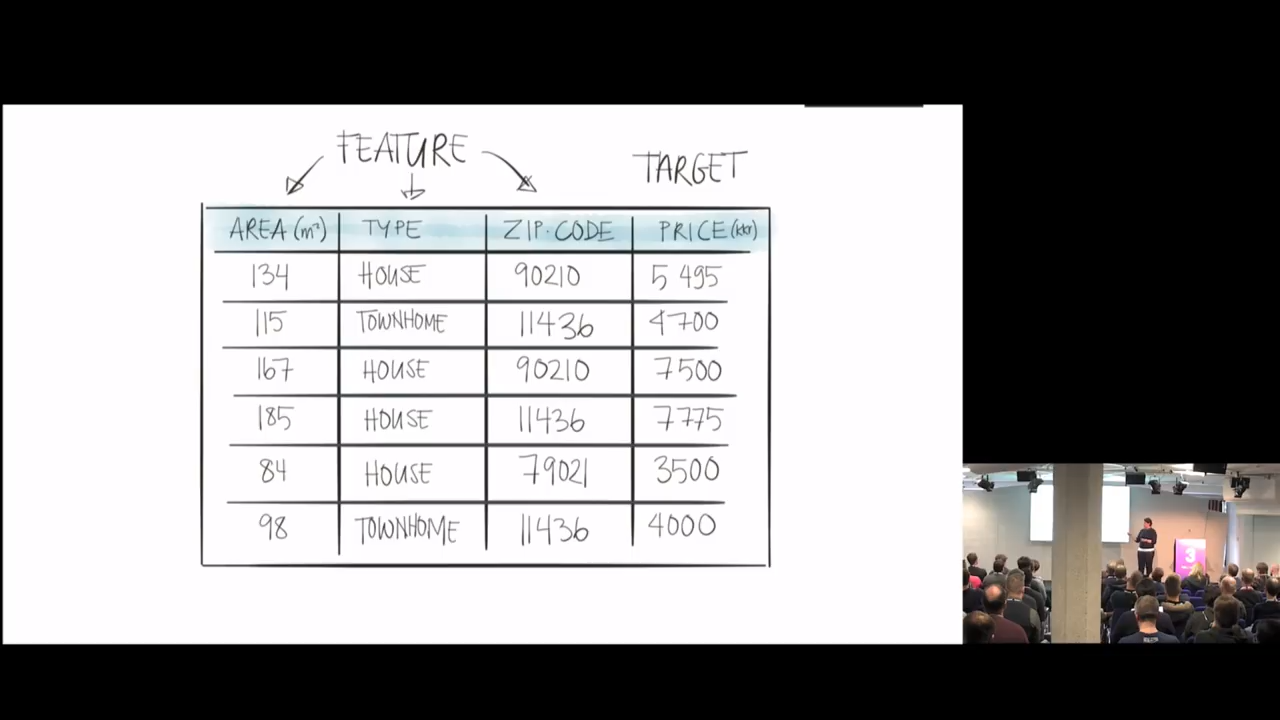 FEATURE
TARGET
AREA (m²) TYPE ZIP.CODE PRICE (kkr)
134 HOUSE 90210 5 495
115 TOWNHOME 11436 4700
167 HOUSE 90210 7500
185 HOUSE 11436 7775
84 HOUSE 79021 3500
98 TOWNHOME 11436 4000
3